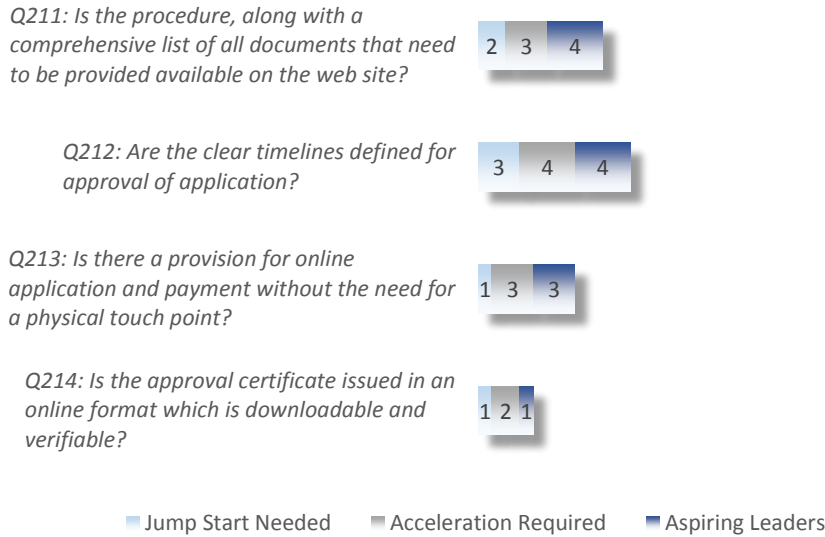 Q211: Is the procedure, along with a
comprehensive list of all documents that need
to be provided available on the web site?
2 3 4
Q212: Are the clear timelines defined for
approval of application?
3 4 4
Q213: Is there a provision for online
application and payment without the need for
a physical touch point?
1 3 3
Q214: Is the approval certificate issued in an
online format which is downloadable and
verifiable?
1 2 1
Jump Start Needed Acceleration Required Aspiring Leaders